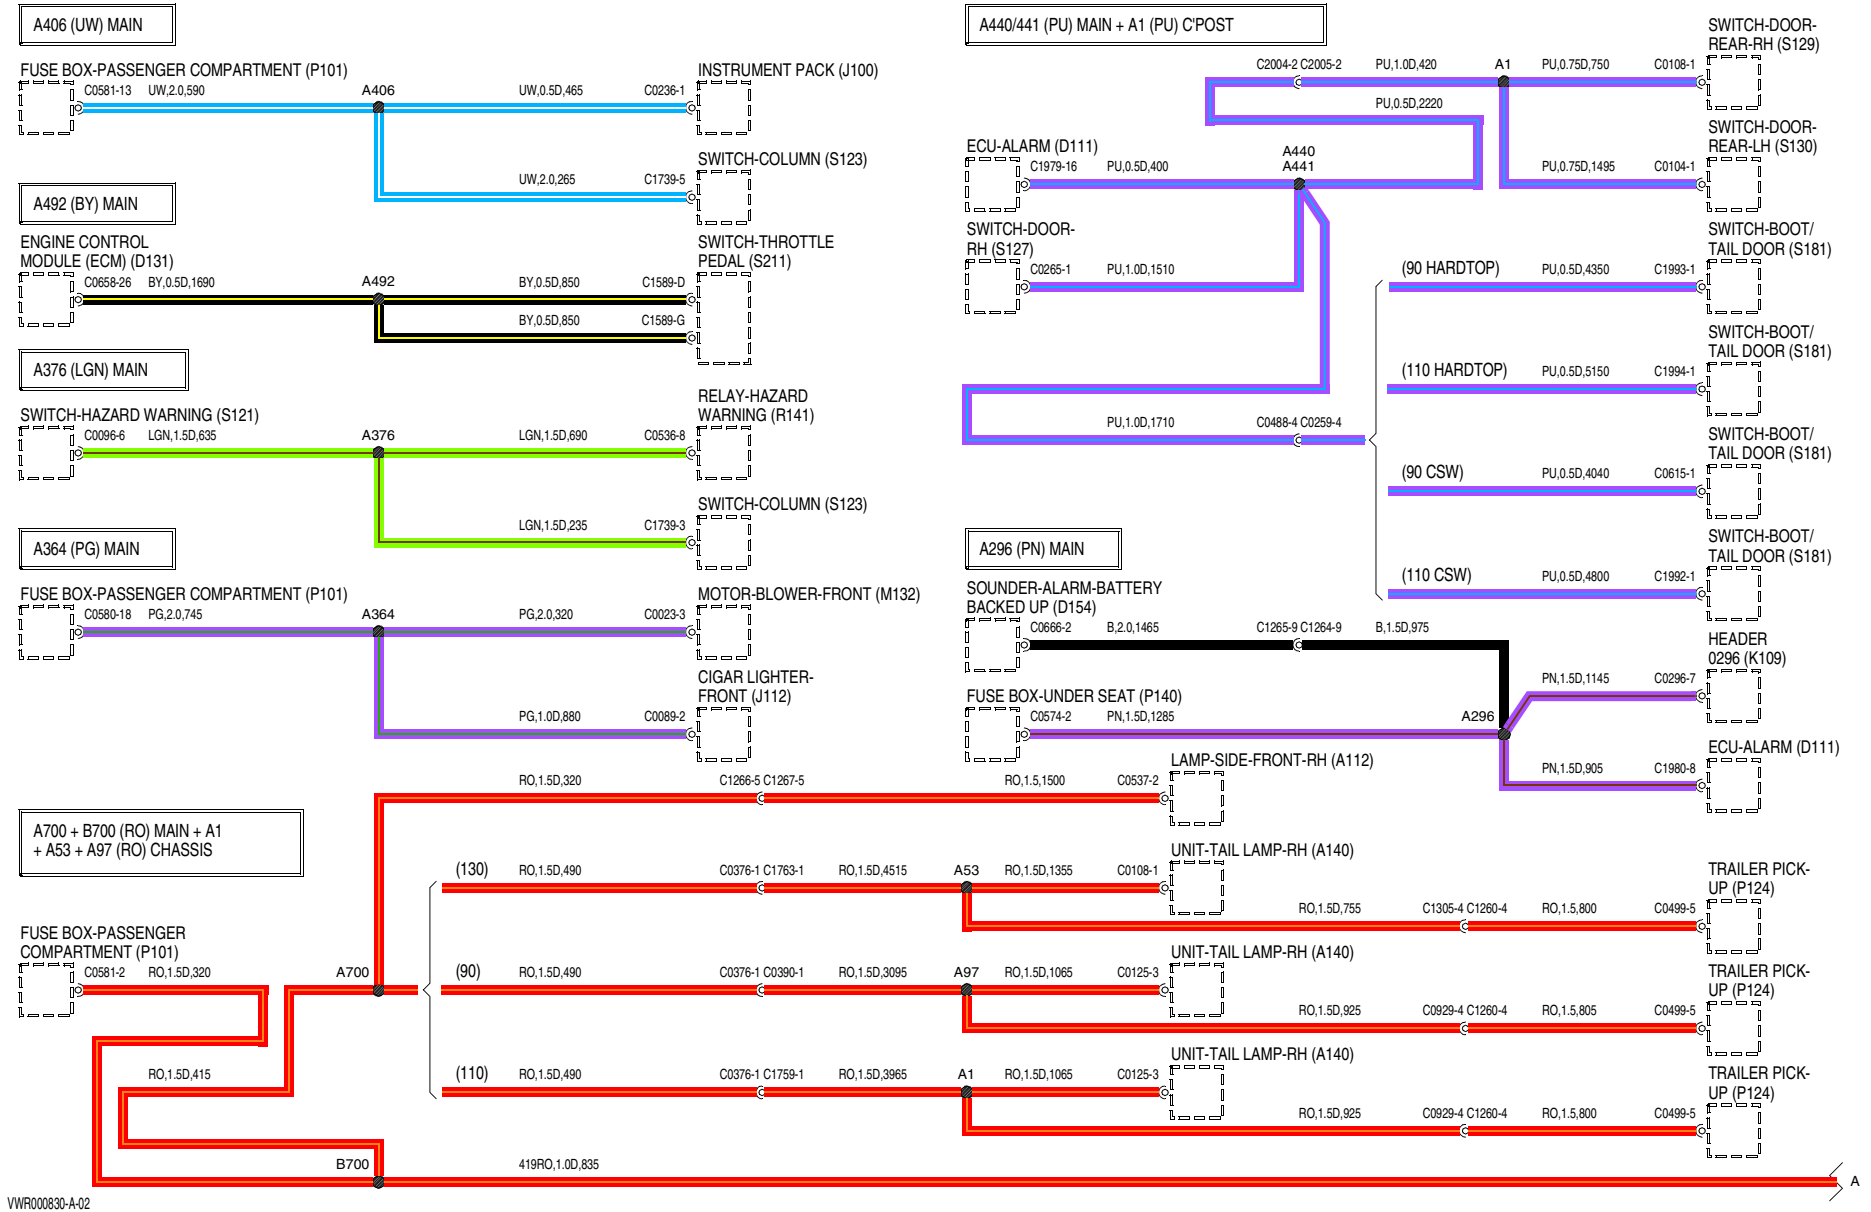 A406 (UW) MAIN
FUSE BOX-PASSENGER COMPARTMENT (P101)
C0581-13 UW,2.0,590
A406
UW,0.5D,465
C0236-1
INSTRUMENT PACK (J100)
UW,2.0,265
C1739-5
SWITCH-COLUMN (S123)
A492 (BY) MAIN
ENGINE CONTROL
MODULE (ECM) (D131)
C0658-26 BY,0.5D,1690
A492
BY,0.5D,850
C1589-D
SWITCH-THROTTLE
PEDAL (S211)
BY,0.5D,850
C1589-G
A376 (LGN) MAIN
SWITCH-HAZARD WARNING (S121)
C0096-6 LGN,1.5D,635
A376
LGN,1.5D,690
C0536-8
RELAY-HAZARD
WARNING (R141)
LGN,1.5D,235
C1739-3
SWITCH-COLUMN (S123)
A364 (PG) MAIN
FUSE BOX-PASSENGER COMPARTMENT (P101)
C0580-18 PG,2.0,745
A364
PG,2.0,320
C0023-3
MOTOR-BLOWER-FRONT (M132)
PG,1.0D,880
C0089-2
CIGAR LIGHTER-
FRONT (J112)
A440/441 (PU) MAIN + A1 (PU) C'POST
C2004-2 C2005-2
PU,1.0D,420
A1
PU,0.75D,750
C0108-1
SWITCH-DOOR-
REAR-RH (S129)
PU,0.5D,2220
ECU-ALARM (D111)
C1979-16
PU,0.5D,400
A440
A441
PU,0.75D,1495
C0104-1
SWITCH-DOOR-
REAR-LH (S130)
SWITCH-DOOR-
RH (S127)
C0265-1
PU,1.0D,1510
(90 HARDTOP)
PU,0.5D,4350
C1993-1
SWITCH-BOOT/
TAIL DOOR (S181)
(110 HARDTOP)
PU,0.5D,5150
C1994-1
SWITCH-BOOT/
TAIL DOOR (S181)
PU,1.0D,1710
C0488-4 C0259-4
(90 CSW)
PU,0.5D,4040
C0615-1
SWITCH-BOOT/
TAIL DOOR (S181)
(110 CSW)
PU,0.5D,4800
C1992-1
SWITCH-BOOT/
TAIL DOOR (S181)
A296 (PN) MAIN
SOUNDER-ALARM-BATTERY
BACKED UP (D154)
C0666-2
B,2.0,1465
C1265-9 C1264-9
B,1.5D,975
PN,1.5D,1145
C0296-7
HEADER
0296 (K109)
FUSE BOX-UNDER SEAT (P140)
C0574-2
PN,1.5D,1285
A296
PN,1.5D,905
C1980-8
ECU-ALARM (D111)
A700 + B700 (RO) MAIN + A1
+ A53 + A97 (RO) CHASSIS
RO,1.5D,320
C1266-5 C1267-5
RO,1.5,1500
C0537-2
LAMP-SIDE-FRONT-RH (A112)
(130)
RO,1.5D,490
C0376-1 C1763-1
RO,1.5D,4515
A53
RO,1.5D,1355
C0108-1
UNIT-TAIL LAMP-RH (A140)
RO,1.5D,755
C1305-4 C1260-4
RO,1.5,800
C0499-5
TRAILER PICK-
UP (P124)
FUSE BOX-PASSENGER
COMPARTMENT (P101)
C0581-2
RO,1.5D,320
A700
(90)
RO,1.5D,490
C0376-1 C0390-1
RO,1.5D,3095
A97
RO,1.5D,1065
C0125-3
UNIT-TAIL LAMP-RH (A140)
RO,1.5D,925
C0929-4 C1260-4
RO,1.5,805
C0499-5
TRAILER PICK-
UP (P124)
RO,1.5D,415
(110)
RO,1.5D,490
C0376-1 C1759-1
RO,1.5D,3965
A1
RO,1.5D,1065
C0125-3
UNIT-TAIL LAMP-RH (A140)
RO,1.5D,925
C0929-4 C1260-4
RO,1.5,800
C0499-5
TRAILER PICK-
UP (P124)
B700
419RO,1.0D,835
A
VWR000830-A-02